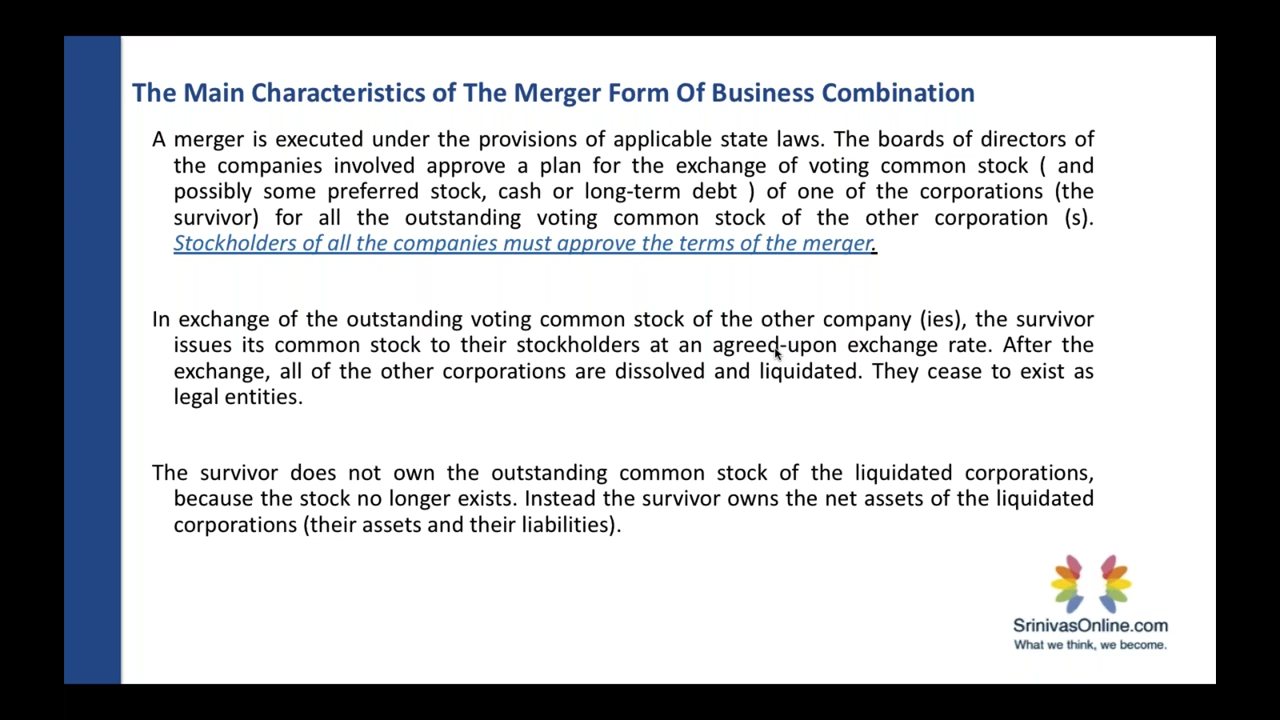 The Main Characteristics of The Merger Form Of Business Combination
A merger is executed under the provisions of applicable state laws. The boards of directors of
the companies involved approve a plan for the exchange of voting common stock ( and
possibly some preferred stock, cash or long-term debt ) of one of the corporations (the
survivor) for all the outstanding voting common stock of the other corporation (s).
Stockholders of all the companies must approve the terms of the merger.
In exchange of the outstanding voting common stock of the other company (ies), the survivor
issues its common stock to their stockholders at an agreed-upon exchange rate. After the
exchange, all of the other corporations are dissolved and liquidated. They cease to exist as
legal entities.
The survivor does not own the outstanding common stock of the liquidated corporations,
because the stock no longer exists. Instead the survivor owns the net assets of the liquidated
corporations (their assets and their liabilities).
SrinivasOnline.com
What we think, we become.